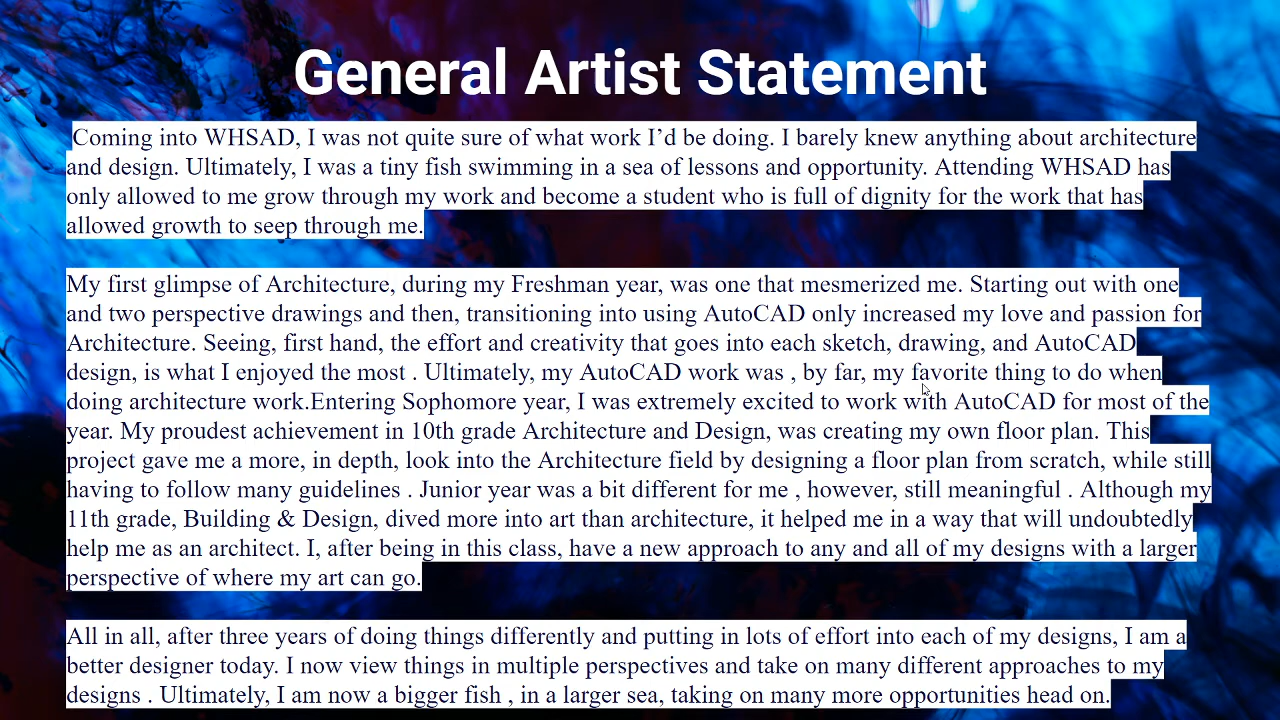 General Artist Statement
Coming into WHSAD, I was not quite sure of what work I’d be doing. I barely knew anything about architecture
and design. Ultimately, I was a tiny fish swimming in a sea of lessons and opportunity. Attending WHSAD has
only allowed to me grow through my work and become a student who is full of dignity for the work that has
allowed growth to seep through me.
My first glimpse of Architecture, during my Freshman year, was one that mesmerized me. Starting out with one
and two perspective drawings and then, transitioning into using AutoCAD only increased my love and passion for
Architecture. Seeing, first hand, the effort and creativity that goes into each sketch, drawing, and AutoCAD
design, is what I enjoyed the most . Ultimately, my AutoCAD work was , by far, my favorite thing to do when
doing architecture work.Entering Sophomore year, I was extremely excited to work with AutoCAD for most of the
year. My proudest achievement in 10th grade Architecture and Design, was creating my own floor plan. This
project gave me a more, in depth, look into the Architecture field by designing a floor plan from scratch, while still
having to follow many guidelines . Junior year was a bit different for me , however, still meaningful . Although my
11th grade, Building & Design, dived more into art than architecture, it helped me in a way that will undoubtedly
help me as an architect. I, after being in this class, have a new approach to any and all of my designs with a larger
perspective of where my art can go.
All in all, after three years of doing things differently and putting in lots of effort into each of my designs, I am a
better designer today. I now view things in multiple perspectives and take on many different approaches to my
designs . Ultimately, I am now a bigger fish , in a larger sea, taking on many more opportunities head on.